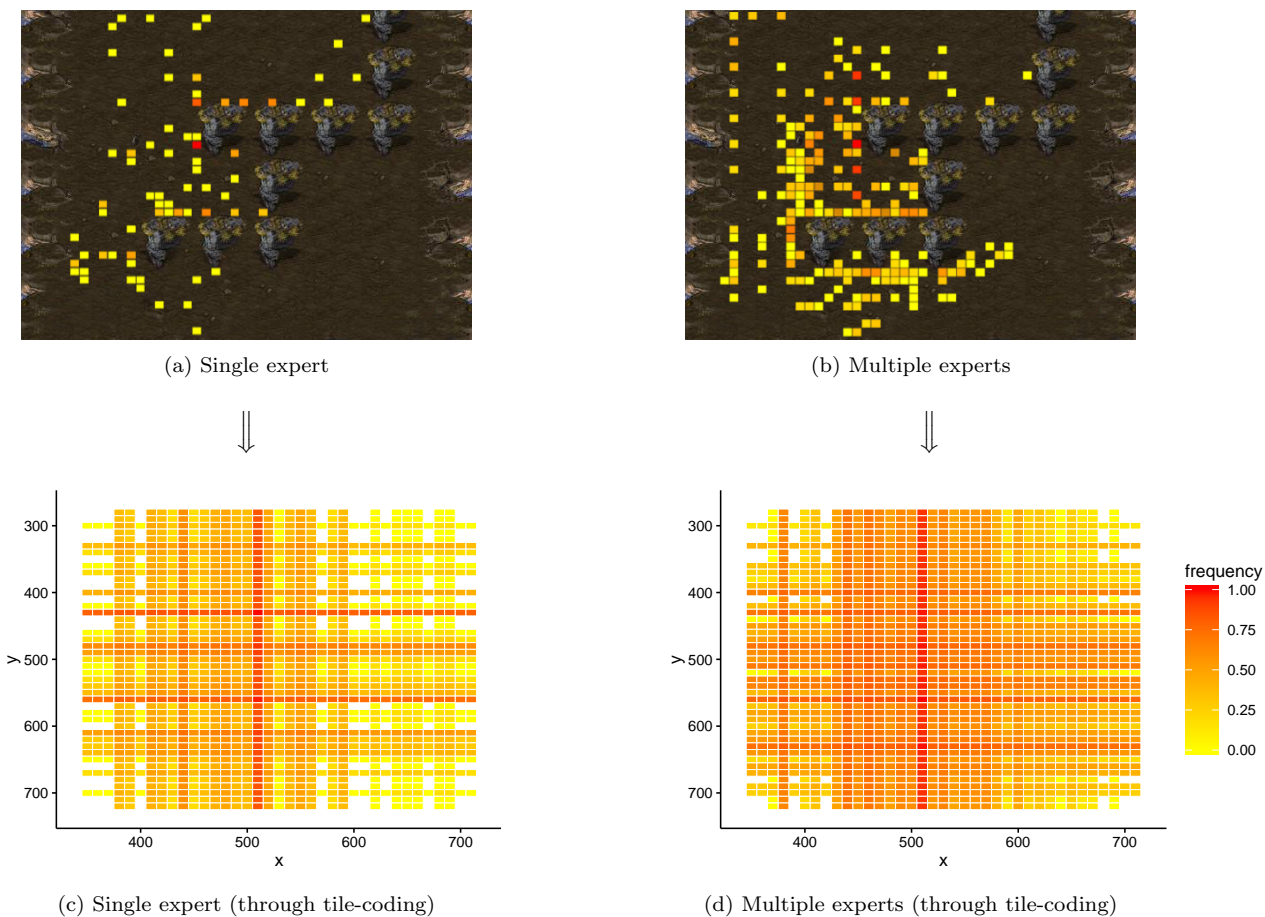 (a) Single expert
(b) Multiple experts
⇓
⇓
300
400
500
600
700
y
400
500
600
700
x
300
400
500
600
700
y
400
500
600
700
x
frequency
1.00
0.75
0.50
0.25
0.00
(c) Single expert (through tile-coding)
(d) Multiple experts (through tile-coding)